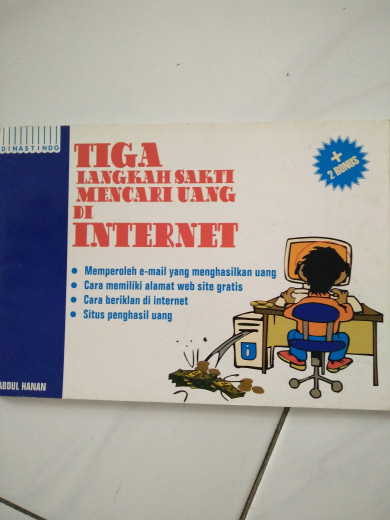 DINASTINDO
TIGA
LANGKAH SAKTI
MENCARI UANG
DI
INTERNET
+
2 BONUS
• Memperoleh e-mail yang menghasilkan uang
• Cara memiliki alamat web site gratis
• Cara beriklan di internet
• Situs penghasil uang
i
ABDUL HANAN